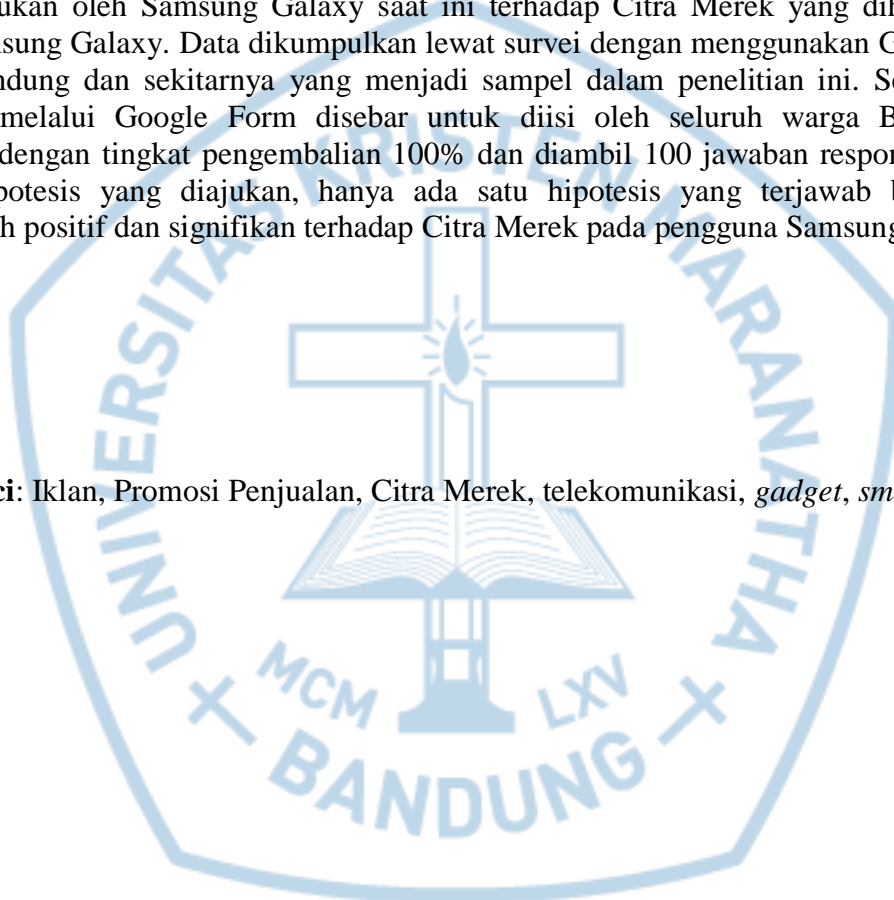 ukan oleh Samsung Galaxy saat ini terhadap Citra Merek yang dih
sung Galaxy. Data dikumpulkan lewat survei dengan menggunakan G
ndung dan sekitarnya yang menjadi sampel dalam penelitian ini. Se
melalui Google Form disebar untuk diisi oleh seluruh warga B
dengan tingkat pengembalian 100% dan diambil 100 jawaban respon
potesis yang diajukan, hanya ada satu hipotesis yang terjawab b
h positif dan signifikan terhadap Citra Merek pada pengguna Samsung
ci: Iklan, Promosi Penjualan, Citra Merek, telekomunikasi, gadget, sm
UNIVERSITAS KRISTEN MARANATHA
MCM LXV
BANDUNG